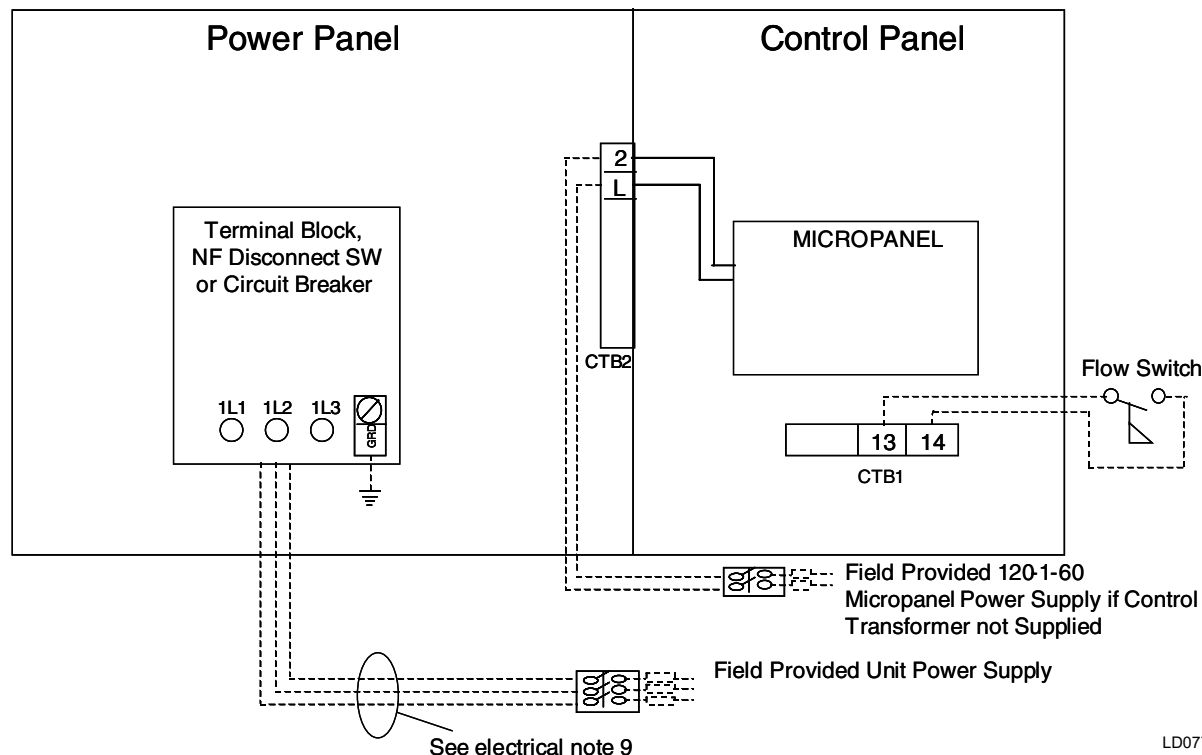 Power Panel
Control Panel
2
L
Terminal Block,
NF Disconnect SW
or Circuit Breaker
MICROPANEL
CTB2
Flow Switch
1L1 1L2 1L3
GRD
13 14
CTB1
Field Provided 120-1-60
Micropanel Power Supply if Control
Transformer not Supplied
Field Provided Unit Power Supply
See electrical note 9
LD07